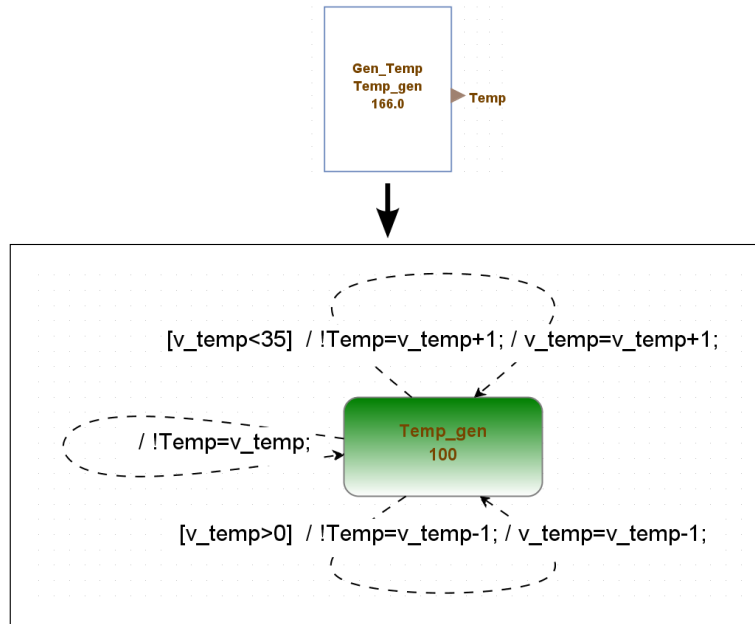 Gen_Temp
Temp_gen
166.0
Temp
[v_temp<35] / !Temp=v_temp+1; / v_temp=v_temp+1;
Temp_gen
100
/ !Temp=v_temp;
[v_temp>0] / !Temp=v_temp-1; / v_temp=v_temp-1;